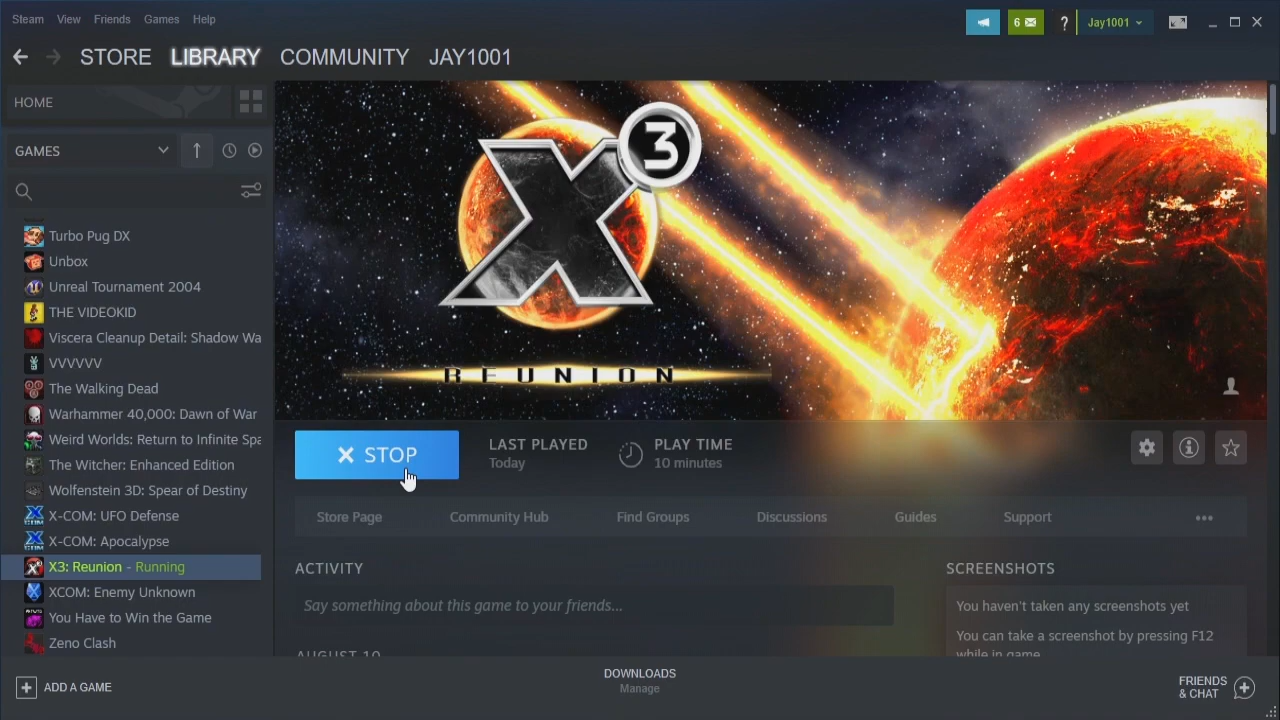 Steam View Friends Games Help
6 ? Jay1001
STORE LIBRARY COMMUNITY JAY1001
HOME
GAMES
Turbo Pug DX
Unbox
Unreal Tournament 2004
THE VIDEOKID
Viscera Cleanup Detail: Shadow Wa
VVVVVV
The Walking Dead
Warhammer 40,000: Dawn of War
Weird Worlds: Return to Infinite Spa
The Witcher: Enhanced Edition
Wolfenstein 3D: Spear of Destiny
X-COM: UFO Defense
X-COM: Apocalypse
X3: Reunion - Running
XCOM: Enemy Unknown
You Have to Win the Game
Zeno Clash
X 3
REUNION
STOP
LAST PLAYED
Today
PLAY TIME
10 minutes
Store Page Community Hub Find Groups Discussions Guides Support
ACTIVITY
Say something about this game to your friends...
AUGUST 10
SCREENSHOTS
You haven't taken any screenshots yet
You can take a screenshot by pressing F12
while in game
ADD A GAME
DOWNLOADS
Manage
FRIENDS
& CHAT